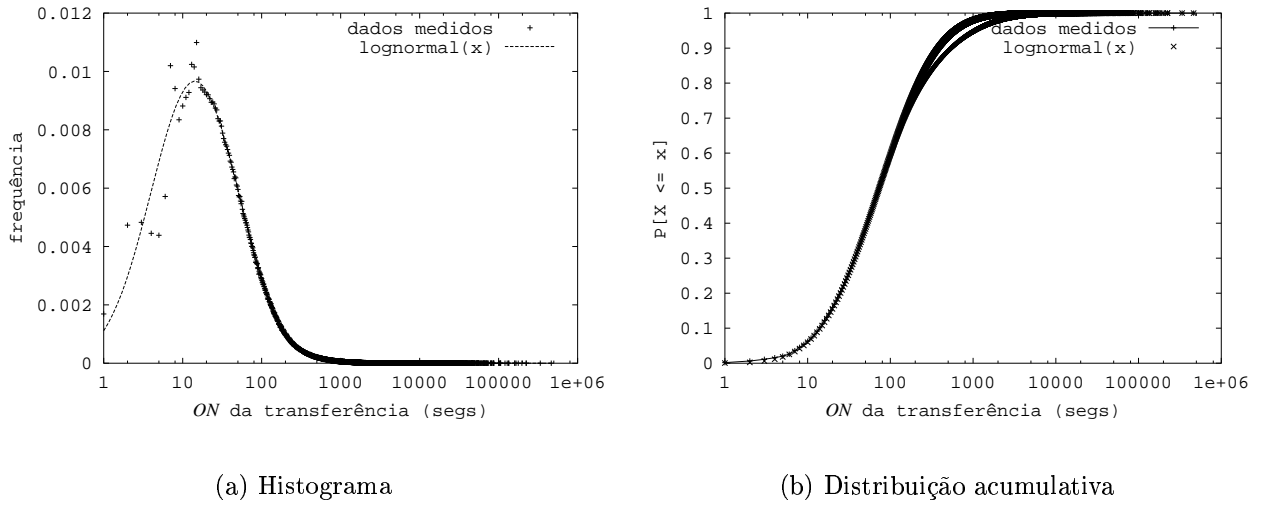 0.12
dados medidos
lognormal(x)
0.01
0.008
0.006
0.004
0.002
0
frequência
1 10 100 1000 10000 100000 1e+06
ON da transferência (segs)
(a) Histograma
1
dados medidos
lognormal(x)
0.9
0.8
0.7
0.6
0.5
0.4
0.3
0.2
0.1
0
P[X <= x]
1 10 100 1000 10000 100000 1e+06
ON da transferência (segs)
(b) Distribuição acumulativa